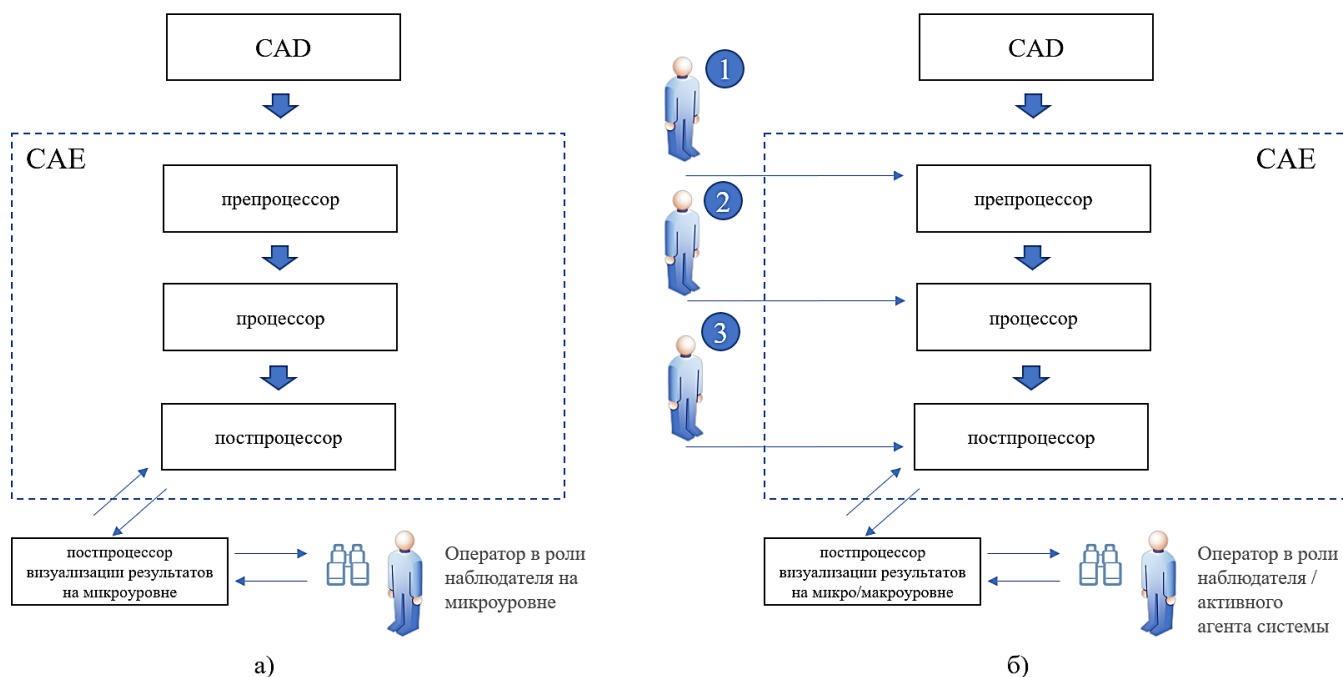 CAD
CAE
препроцессор
процессор
постпроцессор
постпроцессор
визуализации результатов
на микроуровне
Оператор в роли
наблюдателя на
микроуровне
а)
CAD
1
CAE
2
препроцессор
3
процессор
постпроцессор
постпроцессор
визуализации результатов
на микро/макроуровне
Оператор в роли
наблюдателя /
активного
агента системы
б)